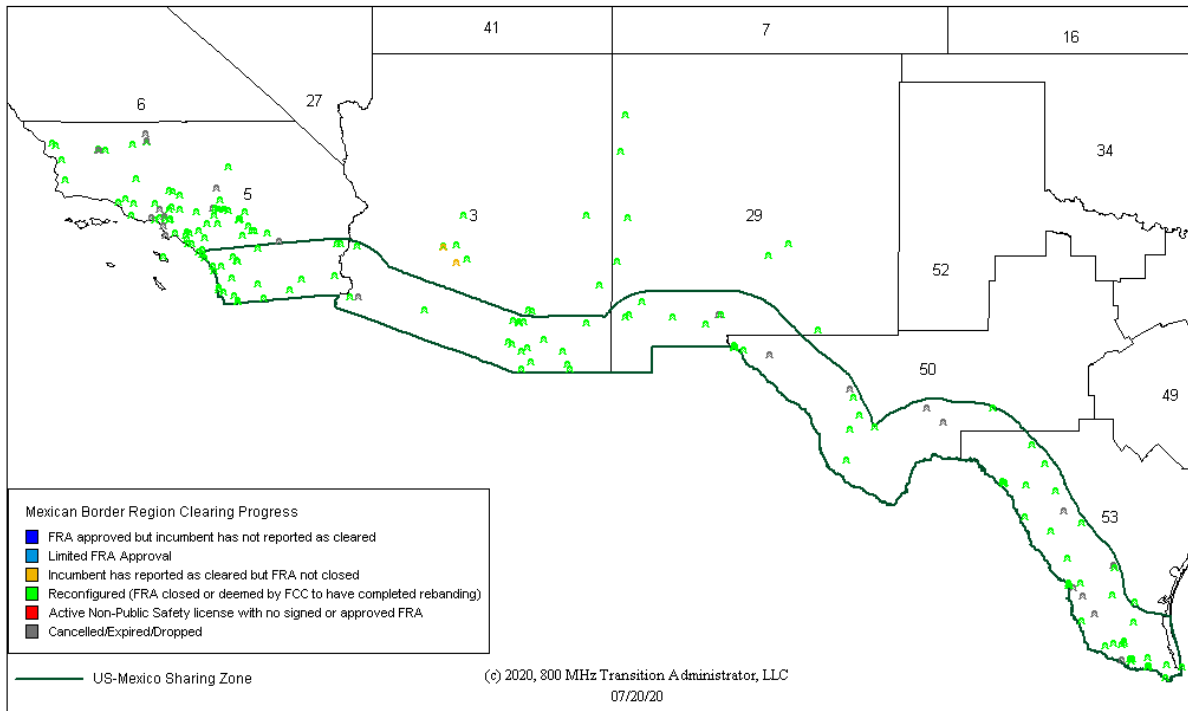 41
7
16
6
27
34
5
3
29
52
50
49
53
Mexican Border Region Clearing Progress
FRA approved but incumbent has not reported as cleared
Limited FRA Approval
Incumbent has reported as cleared but FRA not closed
Reconfigured (FRA closed or deemed by FCC to have completed rebanding)
Active Non-Public Safety license with no signed or approved FRA
Cancelled/Expired/Dropped
US-Mexico Sharing Zone
(c) 2020, 800 MHz Transition Administrator, LLC
07/20/20